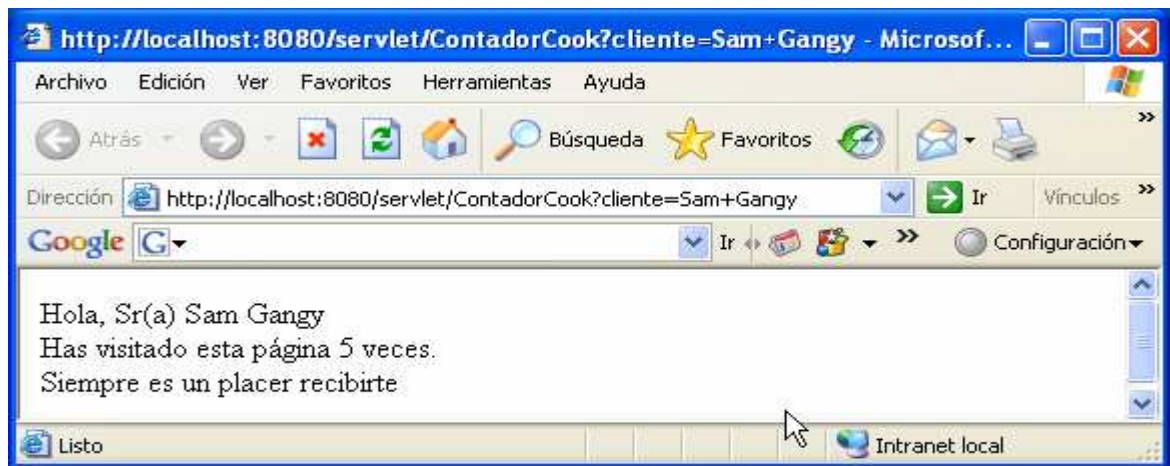 http://localhost:8080/servlet/ContadorCook?cliente=Sam+Gangy - Microsof...
Archivo Edición Ver Favoritos Herramientas Ayuda
Atrás Búsqueda Favoritos »
Dirección http://localhost:8080/servlet/ContadorCook?cliente=Sam+Gangy Ir Vínculos »
Google G Ir » Configuración
Hola, Sr(a) Sam Gangy
Has visitado esta página 5 veces.
Siempre es un placer recibirte
Listo Intranet local